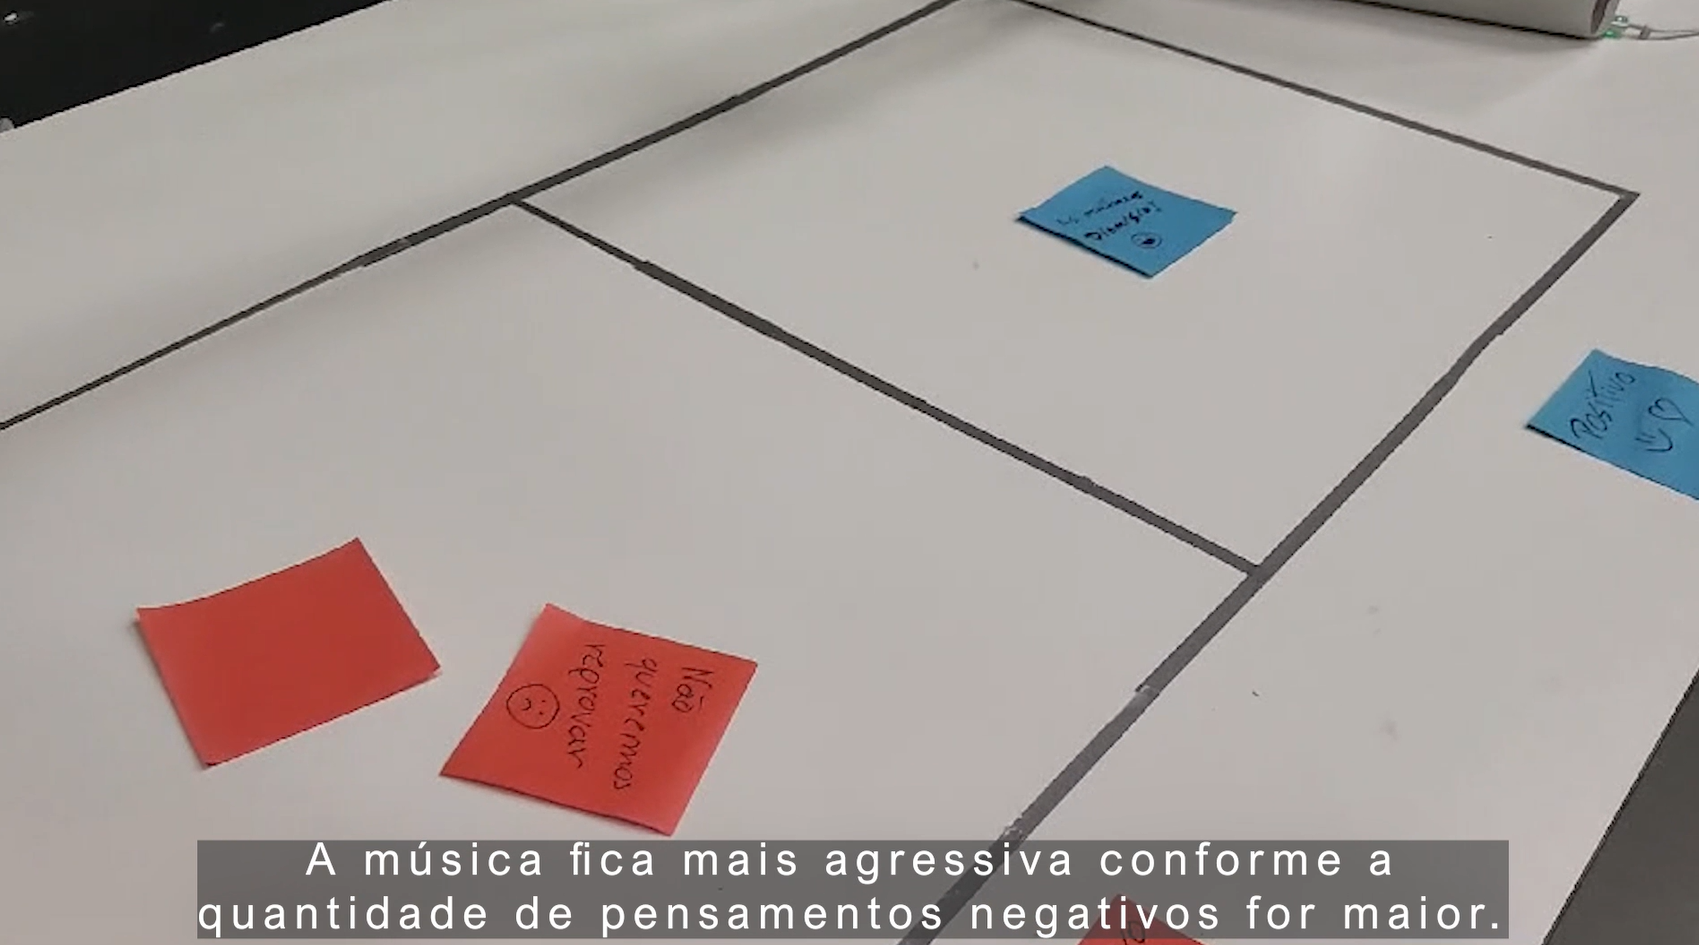 POSITIVO
Não
queremos
reprovar
A música fica mais agressiva conforme a
quantidade de pensamentos negativos for maior.